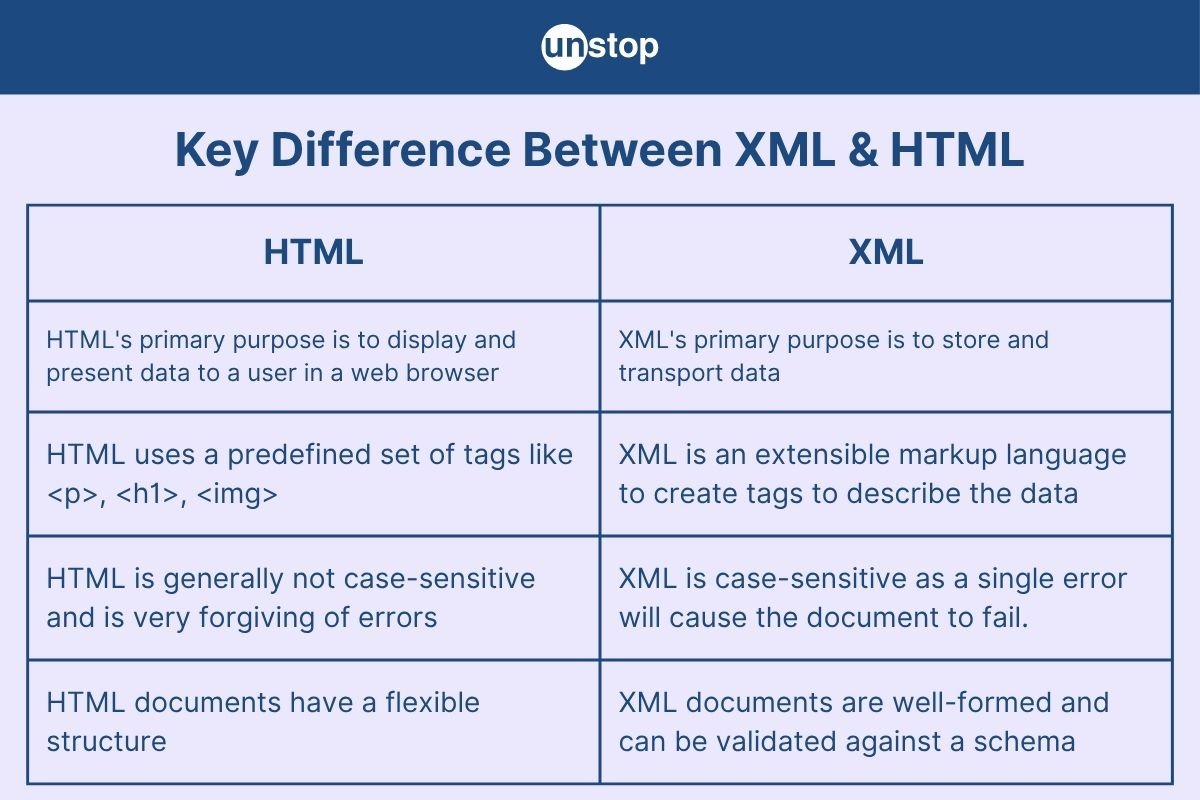 unstop
Key Difference Between XML & HTML
HTML
XML
HTML's primary purpose is to display and
present data to a user in a web browser
XML's primary purpose is to store and
transport data
HTML uses a predefined set of tags like
<p>, <h1>, <img>
XML is an extensible markup language
to create tags to describe the data
HTML is generally not case-sensitive
and is very forgiving of errors
XML is case-sensitive as a single error
will cause the document to fail.
HTML documents have a flexible
structure
XML documents are well-formed and
can be validated against a schema